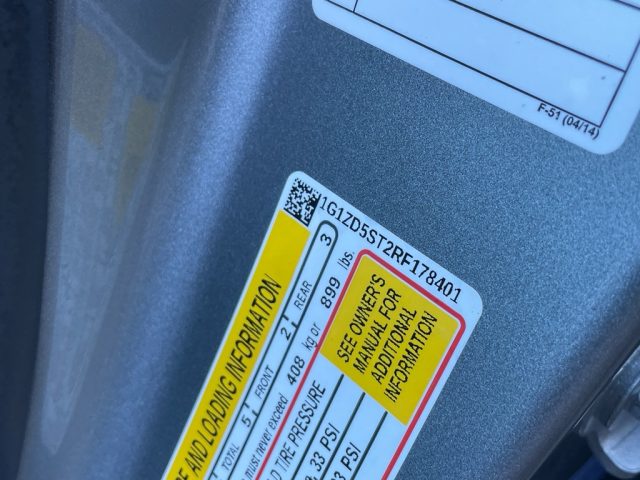 F-51 (04/14)
1G1ZD5ST2RF178401
E AND LOADING INFORMATION
TOTAL 5 FRONT 2 REAR 3
must never exceed 408 kg or 899 lbs.
D TIRE PRESSURE
SEE OWNER'S
MANUAL FOR
ADDITIONAL
INFORMATION
, 33 PSI
3 PSI